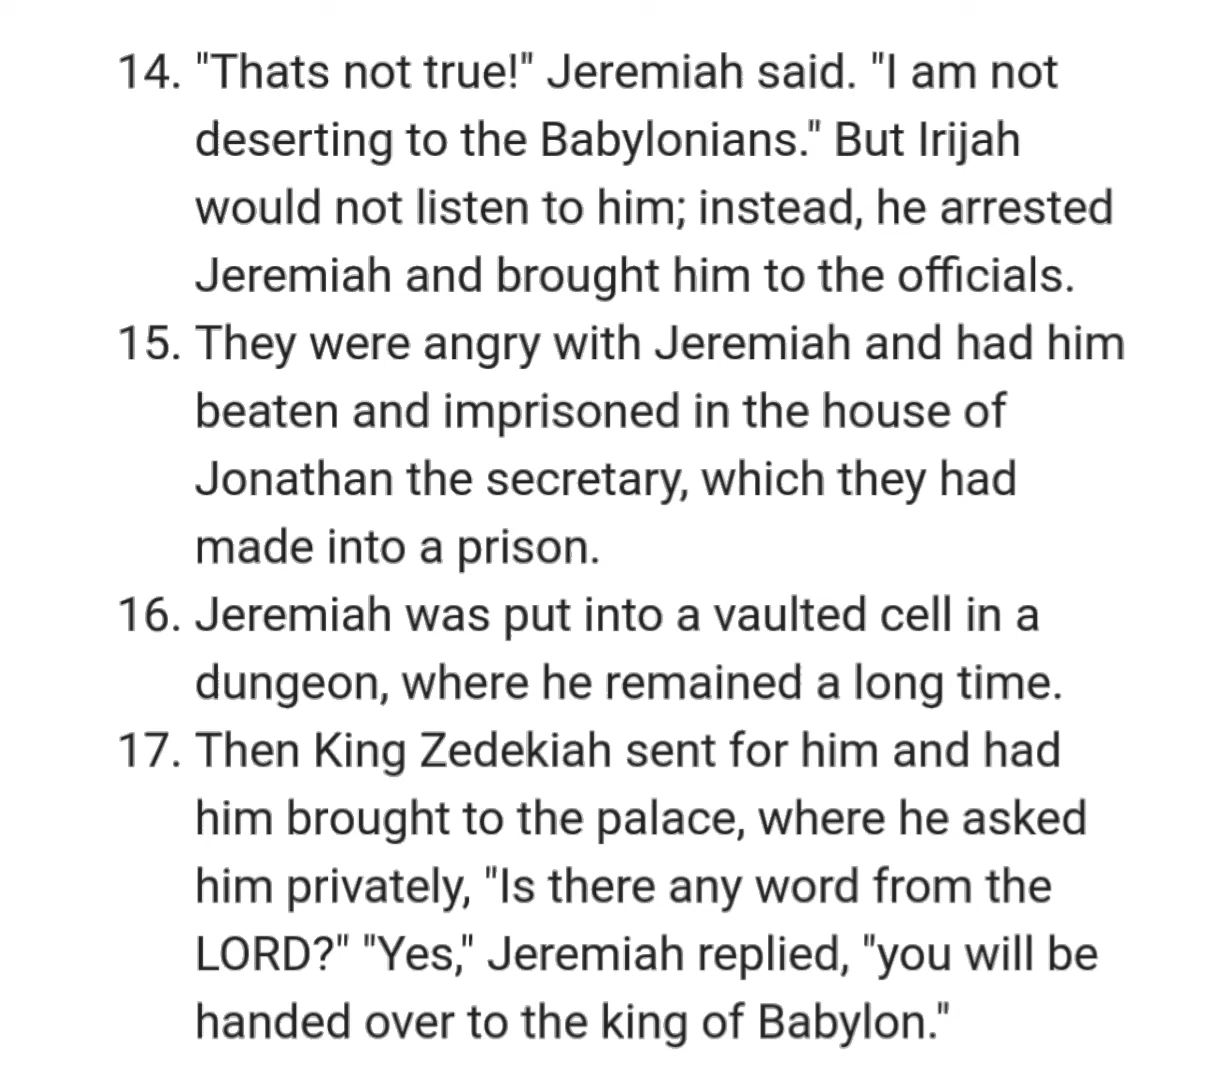 14. "Thats not true!" Jeremiah said. "I am not
deserting to the Babylonians." But Irijah
would not listen to him; instead, he arrested
Jeremiah and brought him to the officials.
15. They were angry with Jeremiah and had him
beaten and imprisoned in the house of
Jonathan the secretary, which they had
made into a prison.
16. Jeremiah was put into a vaulted cell in a
dungeon, where he remained a long time.
17. Then King Zedekiah sent for him and had
him brought to the palace, where he asked
him privately, "Is there any word from the
LORD?" "Yes," Jeremiah replied, "you will be
handed over to the king of Babylon."